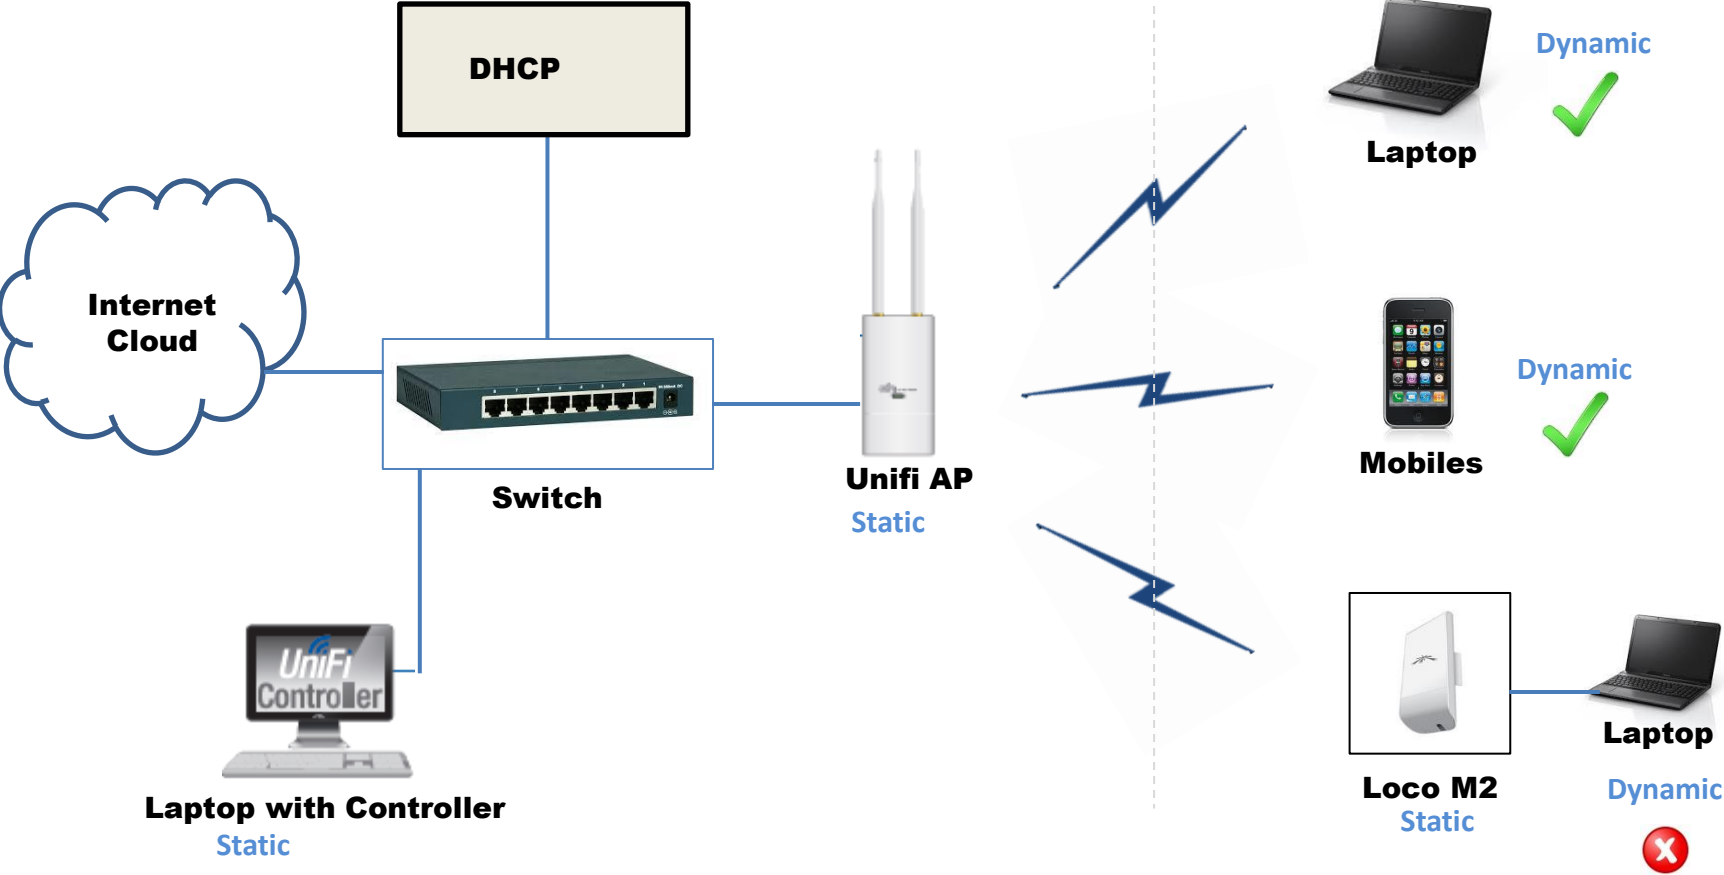 DHCP
Dynamic
Laptop
Internet
Cloud
Dynamic
Mobiles
Switch
Unifi AP
Static
UniFi
Controller
Laptop with Controller
Static
Loco M2
Static
Laptop
Dynamic